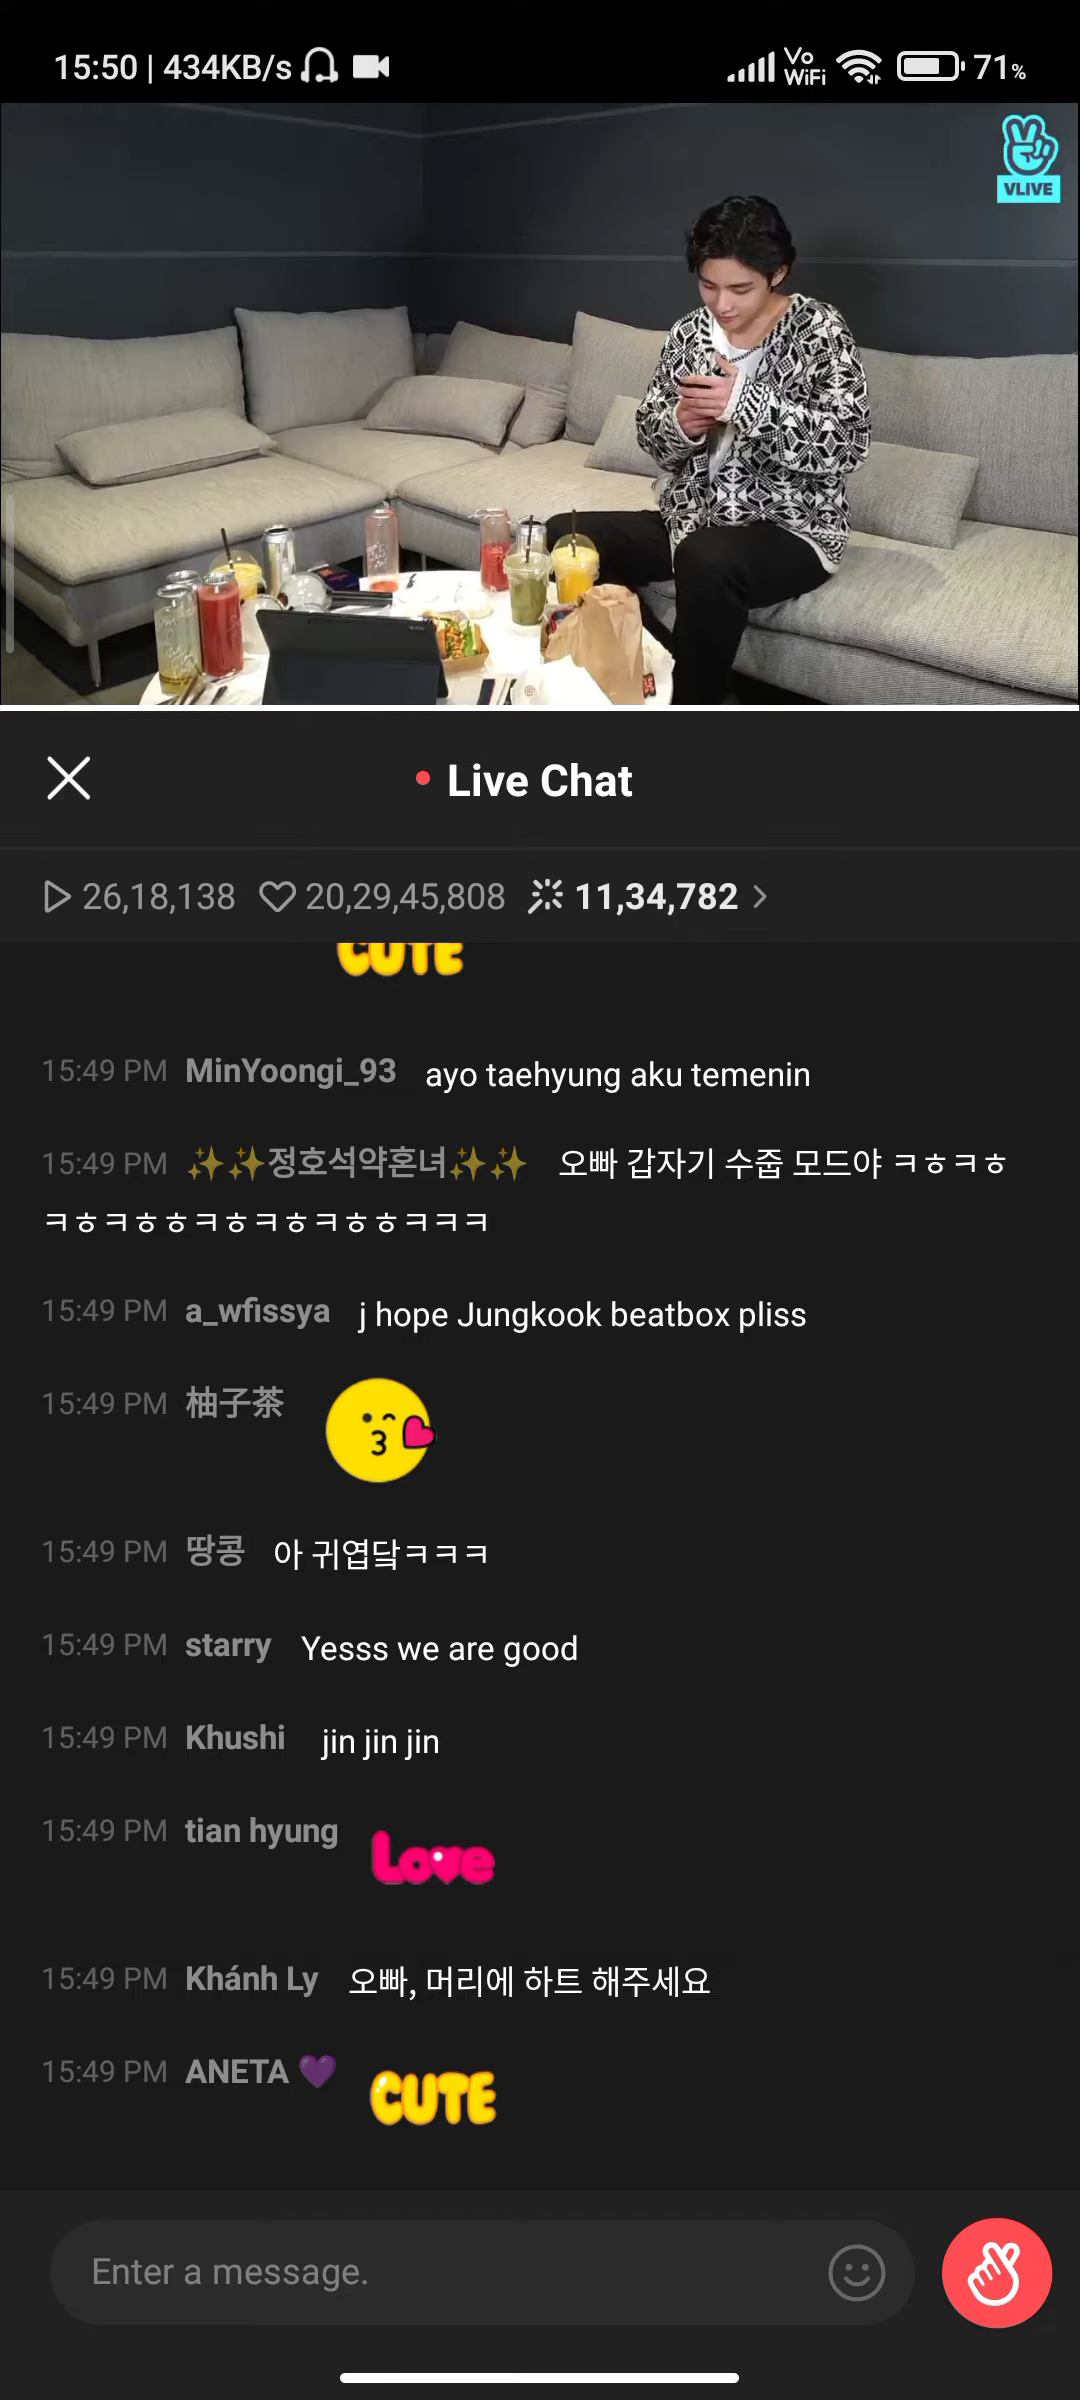 15:50 | 434KB/s
Vo
WiFi
71%
VLIVE
Live Chat
26,18,138 20,29,45,808 11,34,782
CUTE
15:49 PM MinYoongi_93 ayo taehyung aku temenin
15:49 PM ✨✨정호석약혼녀✨✨ 오빠 갑자기 수줍 모드야 ㅋㅎㅋㅎ
ㅋㅎㅋㅎㅎㅋㅎㅋㅎㅋㅎㅎㅋㅋㅋ
15:49 PM a_wfissya j hope Jungkook beatbox pliss
15:49 PM 柚子茶
15:49 PM 땅콩 아 귀엽닼ㅋㅋㅋ
15:49 PM starry Yesss we are good
15:49 PM Khushi jin jin jin
15:49 PM tian hyung Love
15:49 PM Khánh Ly 오빠, 머리에 하트 해주세요
15:49 PM ANETA 💜 CUTE
Enter a message.